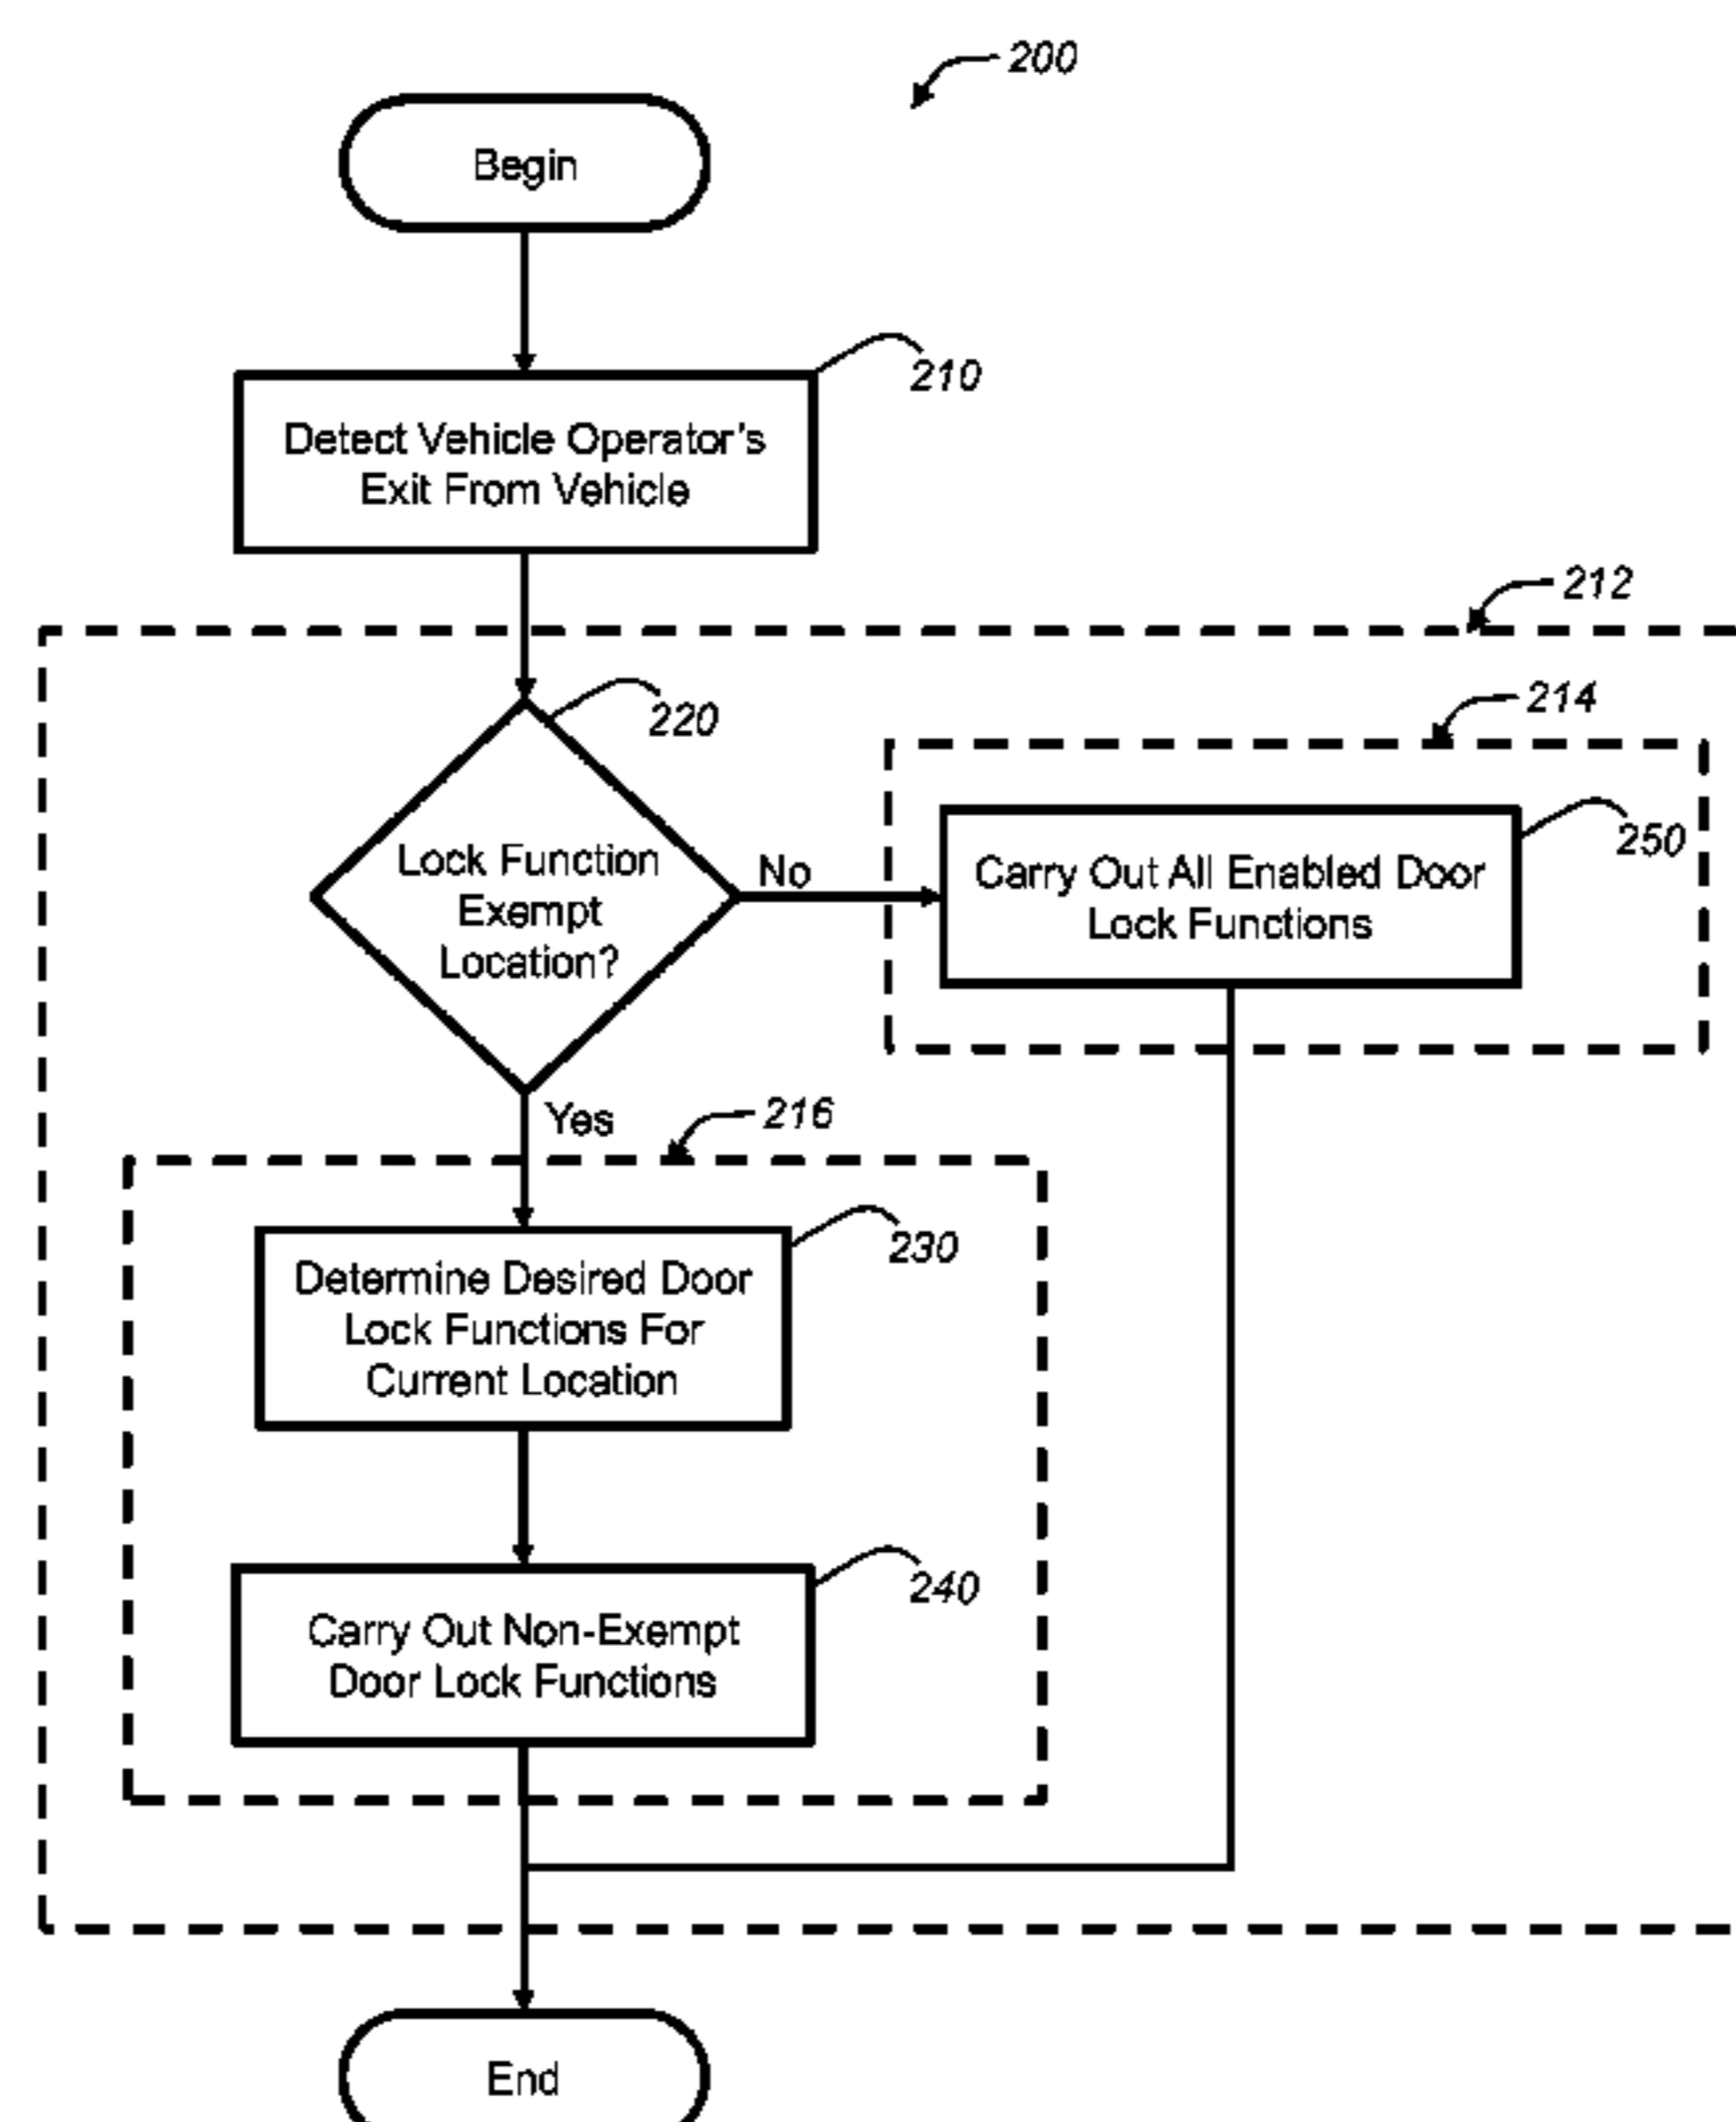 200
Begin
210
Detect Vehicle Operator's
Exit From Vehicle
212
214
220
Lock Function
Exempt
Location?
No
250
Carry Out All Enabled Door
Lock Functions
Yes
216
230
Determine Desired Door
Lock Functions For
Current Location
240
Carry Out Non-Exempt
Door Lock Functions
End